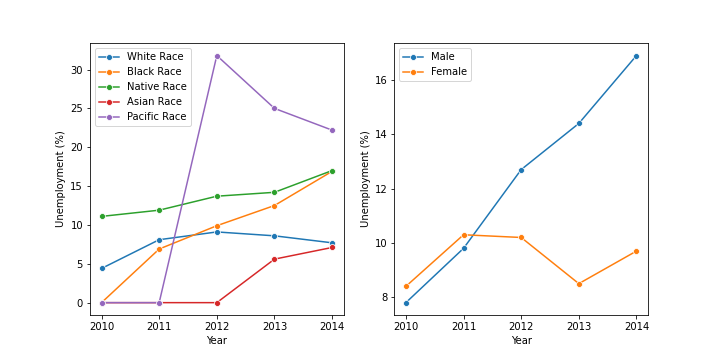 White Race
Black Race
Native Race
Asian Race
Pacific Race
Unemployment (%)
30
25
20
15
10
5
0
2010 2011 2012 2013 2014
Year
Male
Female
Unemployment (%)
16
14
12
10
8
2010 2011 2012 2013 2014
Year